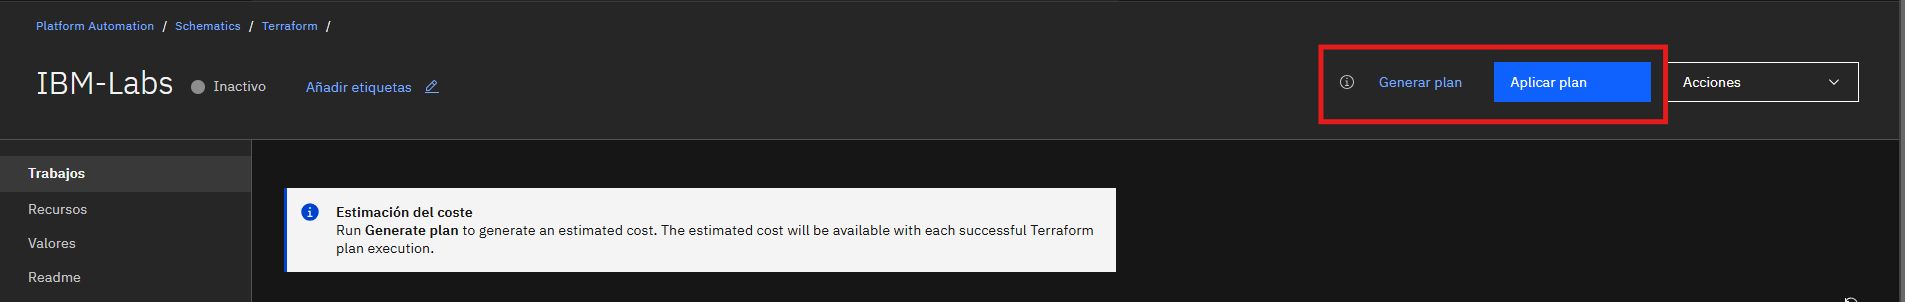 Platform Automation / Schematics / Terraform /
IBM-Labs Inactivo Añadir etiquetas Generar plan Aplicar plan Acciones
Trabajos
Recursos
Valores
Readme
Estimación del coste
Run Generate plan to generate an estimated cost. The estimated cost will be available with each successful Terraform
plan execution.